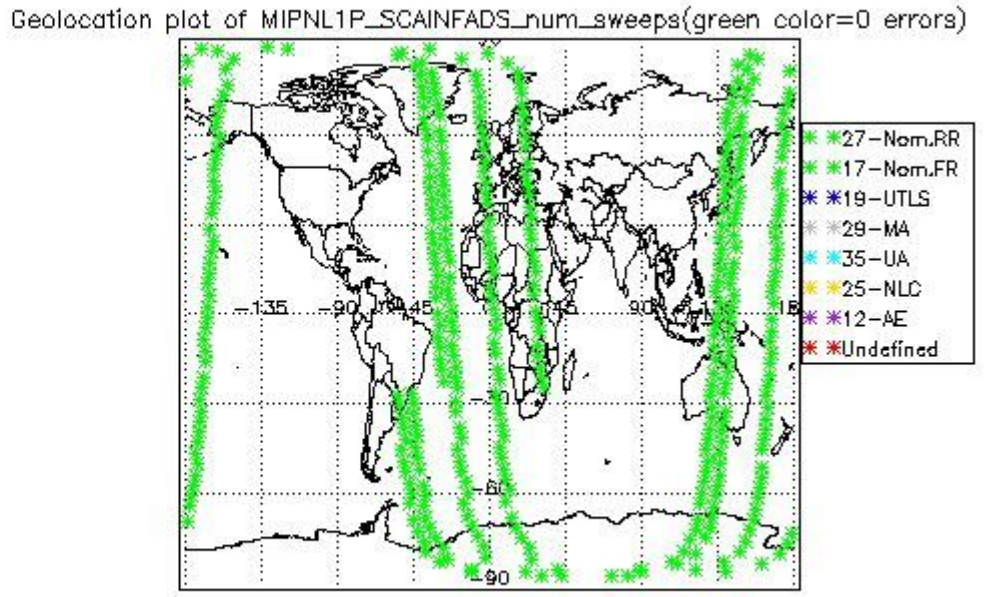 Geolocation plot of MIPNL1P_SCAINFADS_num_sweeps(green color=0 errors)
27-Nom.RR
17-Nom.FR
19-UTLS
29-MA
35-UA
25-NLC
12-AE
Undefined
-135 -90 45 90
-30
-60
-90